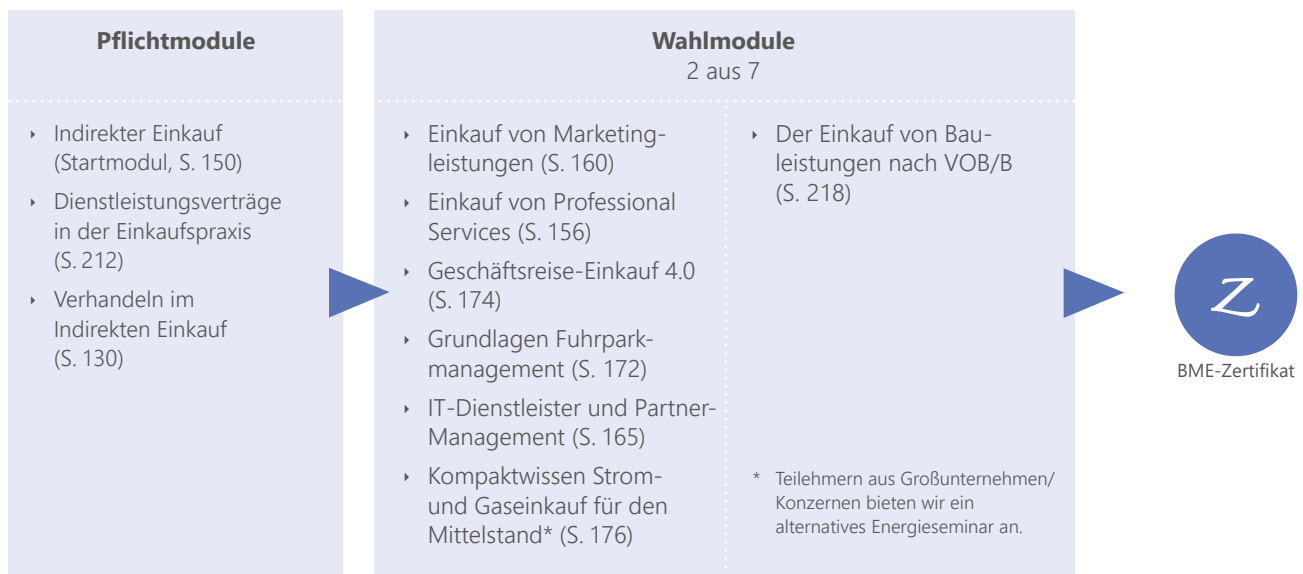 Pflichtmodule
‣ Indirekter Einkauf
(Startmodul, S. 150)
‣ Dienstleistungsverträge
in der Einkaufspraxis
(S. 212)
‣ Verhandeln im
Indirekten Einkauf
(S. 130)
Wahlmodule
2 aus 7
‣ Einkauf von Marketing-
leistungen (S. 160)
‣ Einkauf von Professional
Services (S. 156)
‣ Geschäftsreise-Einkauf 4.0
(S. 174)
‣ Grundlagen Fuhrpark-
management (S. 172)
‣ IT-Dienstleister und Partner-
Management (S. 165)
‣ Kompaktwissen Strom-
und Gaseinkauf für den
Mittelstand* (S. 176)
‣ Der Einkauf von Bau-
leistungen nach VOB/B
(S. 218)
* Teilehmern aus Großunternehmen/
Konzernen bieten wir ein
alternatives Energieseminar an.
Z
BME-Zertifikat